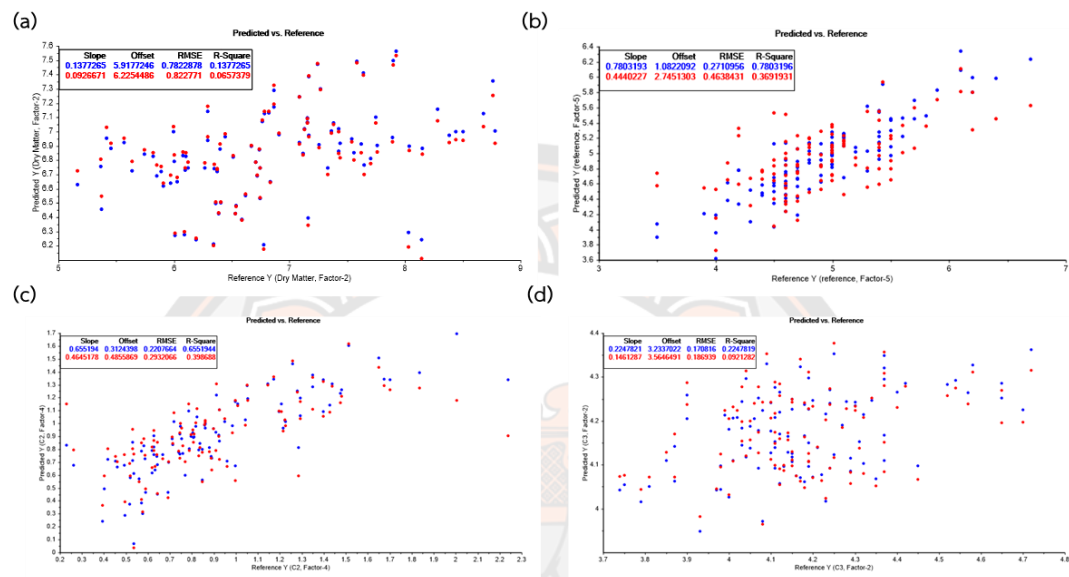 (a)
Predicted vs. Reference
Slope Offset RMSE R-Square
0.1377265 5.9177246 0.7822878 0.1377265
0.0926671 6.2254486 0.822771 0.0657379
Predicted Y (Dry Matter, Factor-2)
7.6
7.5
7.4
7.3
7.2
7.1
7
6.9
6.8
6.7
6.6
6.5
6.4
6.3
6.2
5 6 7 8 9
Reference Y (Dry Matter, Factor-2)
(b)
Predicted vs. Reference
Slope Offset RMSE R-Square
0.7803193 1.0822092 0.2710956 0.7803196
0.4440227 2.7451303 0.4638431 0.3691931
Predicted Y (reference, Factor-5)
6.6
6.4
6.2
6
5.8
5.6
5.4
5.2
5
4.8
4.6
4.4
4.2
4
3.8
3.6
3 4 5 6 7
Reference Y (reference, Factor-5)
(c)
Predicted vs. Reference
Slope Offset RMSE R-Square
0.655194 0.3124398 0.2207664 0.6551944
0.4645178 0.4855869 0.2932066 0.398688
Predicted Y (C2, Factor-4)
1.7
1.6
1.5
1.4
1.3
1.2
1.1
1
0.9
0.8
0.7
0.6
0.5
0.4
0.3
0.2
0.1
0
0.2 0.3 0.4 0.5 0.6 0.7 0.8 0.9 1 1.1 1.2 1.3 1.4 1.5 1.6 1.7 1.8 1.9 2 2.1 2.2 2.3
Reference Y (C2, Factor-4)
(d)
Predicted vs. Reference
Slope Offset RMSE R-Square
0.2247821 3.2337022 0.170816 0.2247819
0.1461287 3.5646491 0.186939 0.0921282
Predicted Y (C3, Factor-2)
4.4
4.3
4.2
4.1
4
3.7 3.8 3.9 4 4.1 4.2 4.3 4.4 4.5 4.6 4.7 4.8
Reference Y (C3, Factor-2)